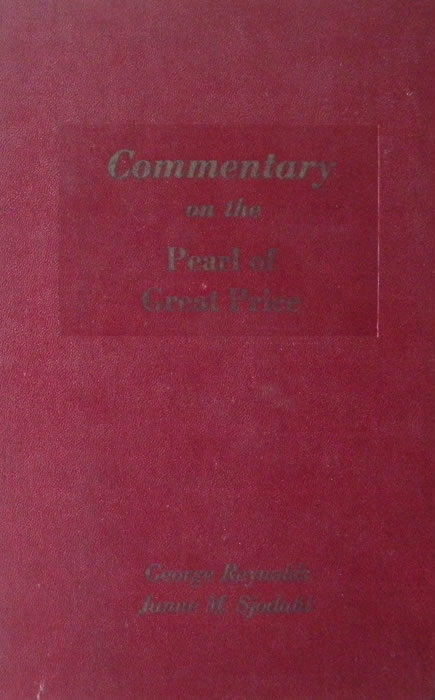 Commentary
on the
Pearl of
Great Price
George Reynolds
Janne M. Sjodahl